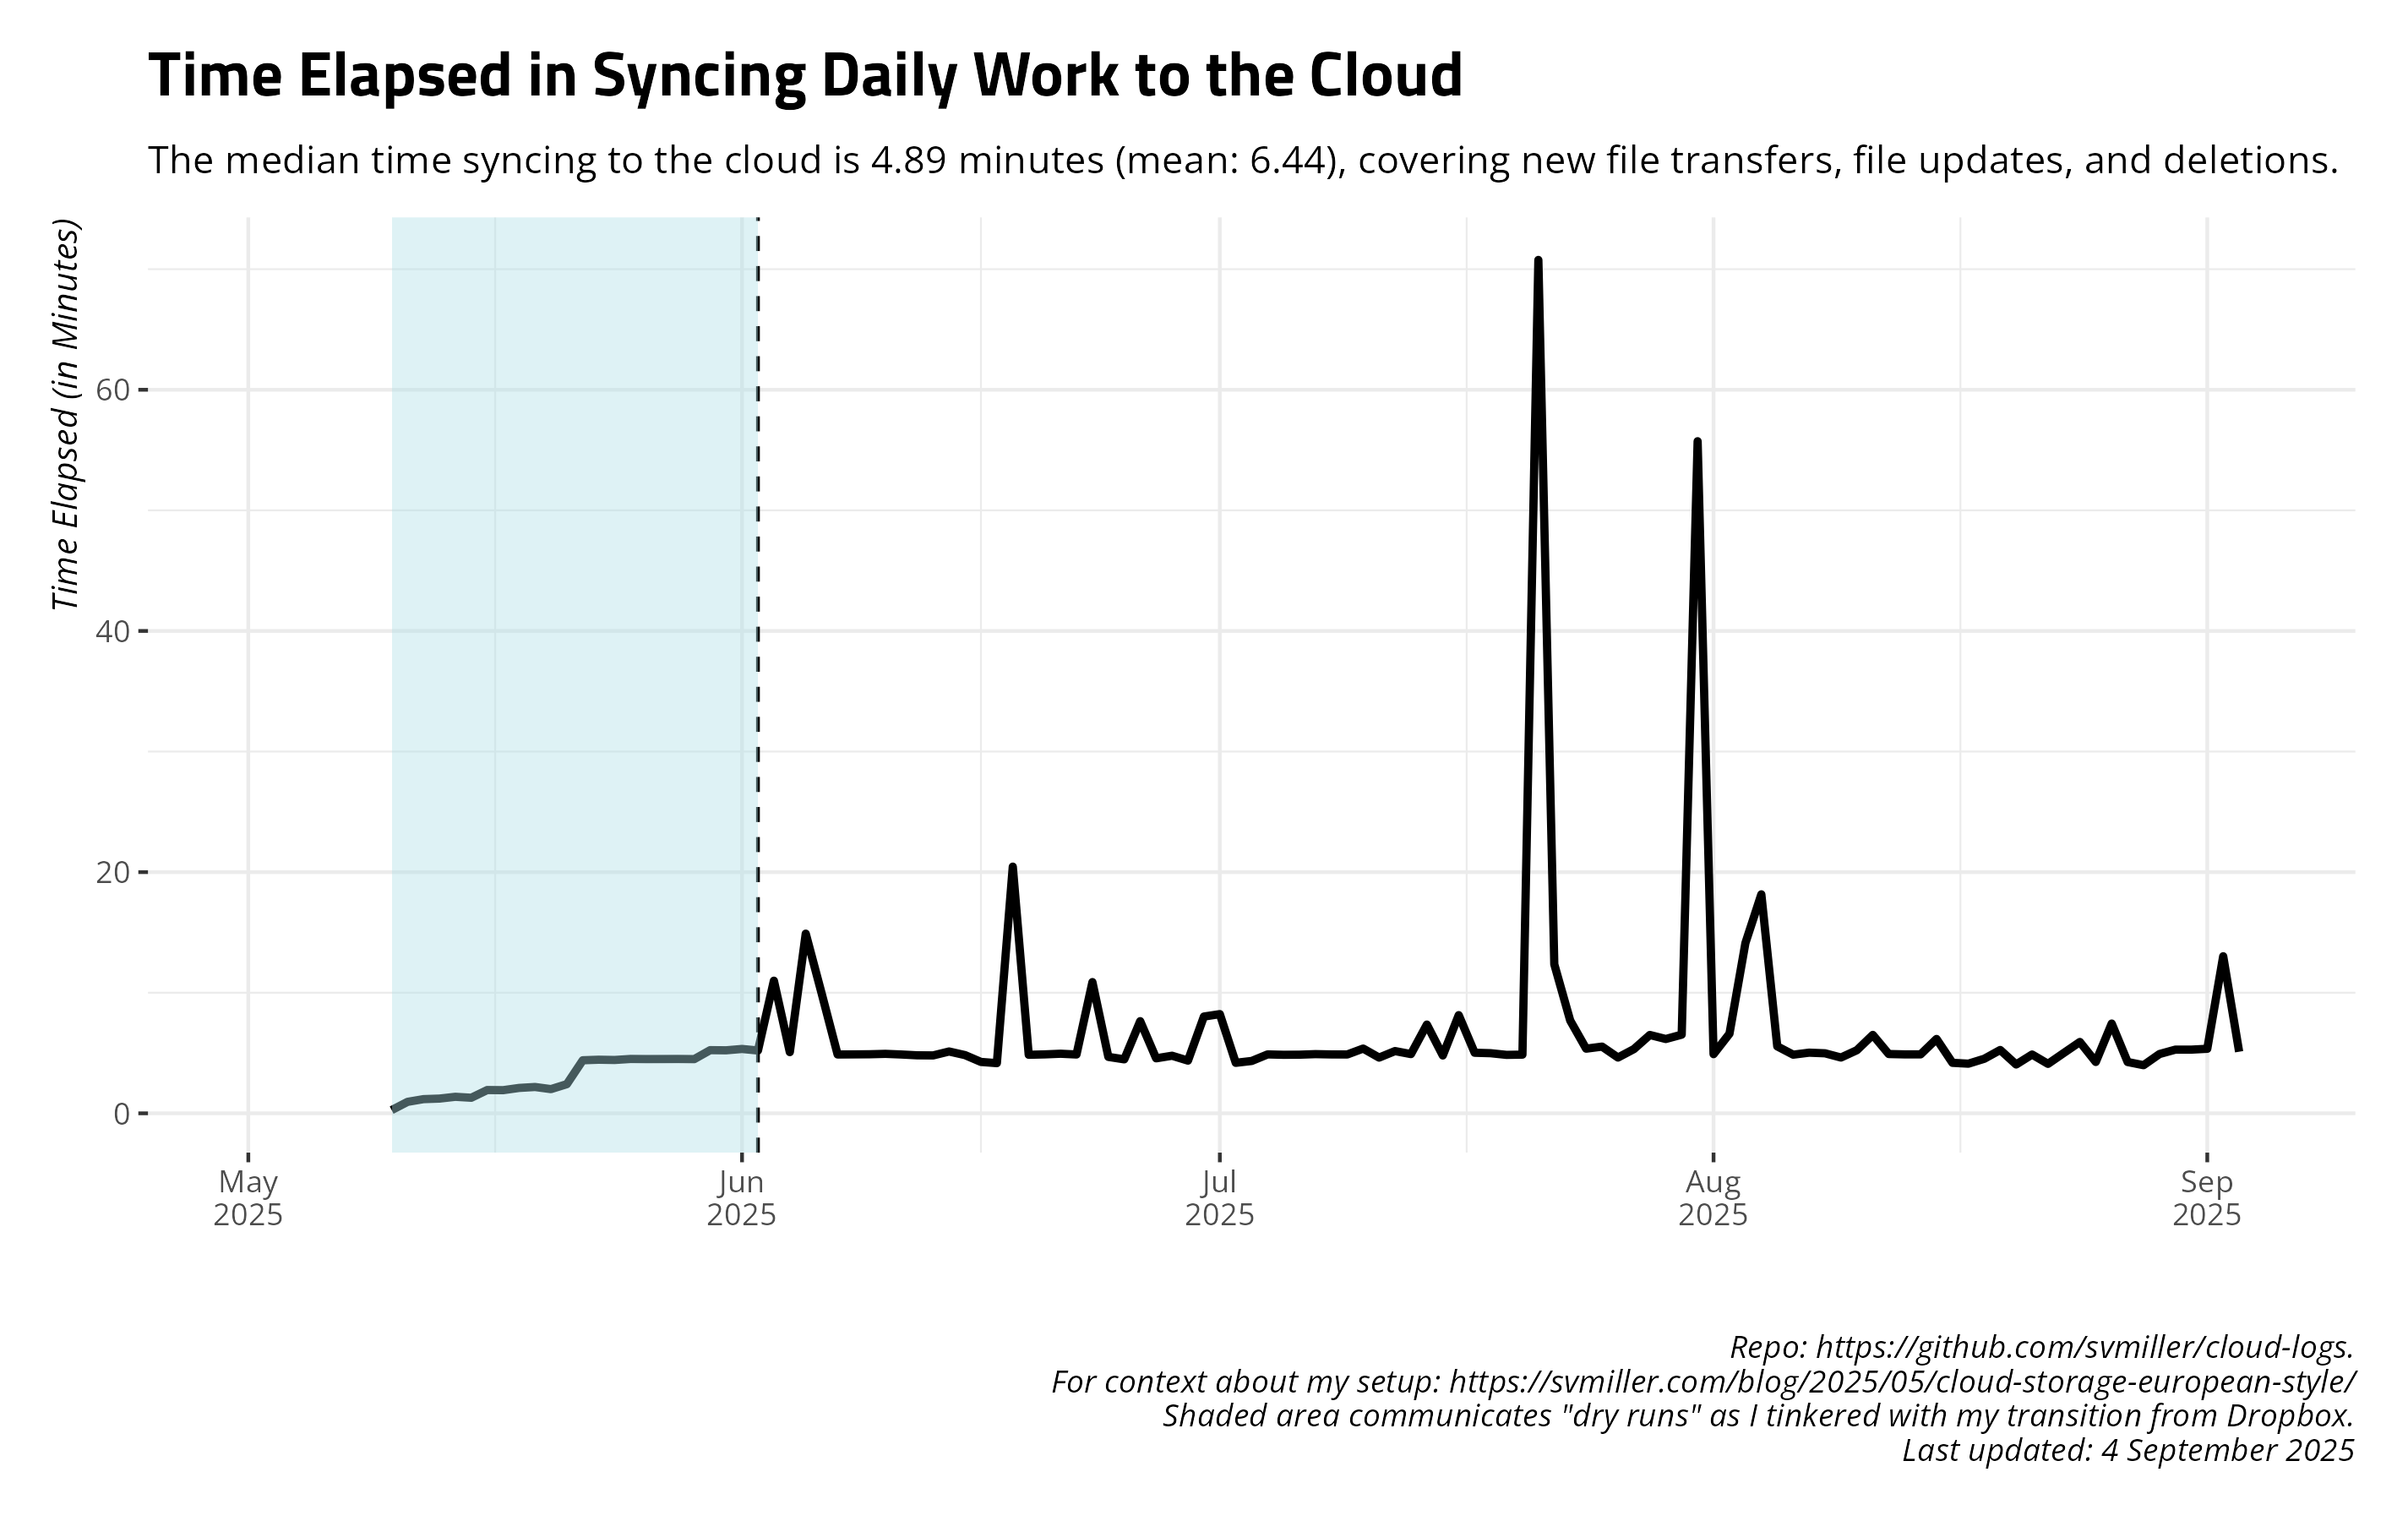 Time Elapsed in Syncing Daily Work to the Cloud
The median time syncing to the cloud is 4.89 minutes (mean: 6.44), covering new file transfers, file updates, and deletions.
Time Elapsed (in Minutes)
60
40
20
0
May
2025
Jun
2025
Jul
2025
Aug
2025
Sep
2025
Repo: https://github.com/svmiller/cloud-logs.
For context about my setup: https://svmiller.com/blog/2025/05/cloud-storage-european-style/
Shaded area communicates "dry runs" as I tinkered with my transition from Dropbox.
Last updated: 4 September 2025